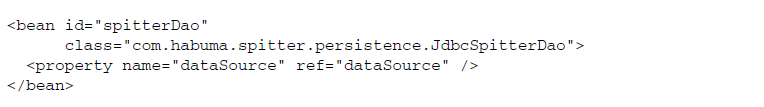 <bean id="spitterDao"
      class="com.habuma.spitter.persistence.JdbcSpitterDao">
  <property name="dataSource" ref="dataSource" />
</bean>